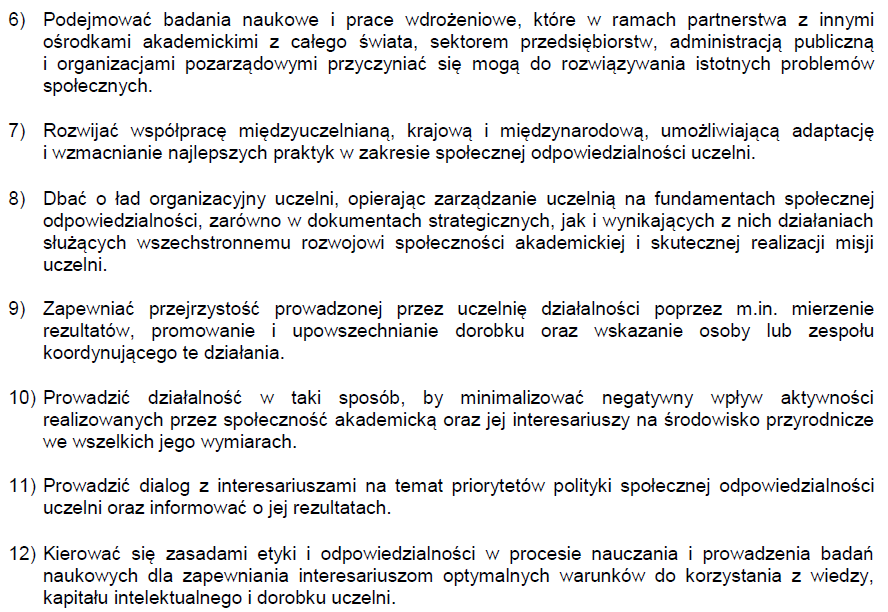 6) Podejmować badania naukowe i prace wdrożeniowe, które w ramach partnerstwa z innymi
ośrodkami akademickimi z całego świata, sektorem przedsiębiorstw, administracją publiczną
i organizacjami pozarządowymi przyczyniać się mogą do rozwiązywania istotnych problemów
społecznych.
7) Rozwijać współpracę międzyuczelnianą, krajową i międzynarodową, umożliwiającą adaptację
i wzmacnianie najlepszych praktyk w zakresie społecznej odpowiedzialności uczelni.
8) Dbać o ład organizacyjny uczelni, opierając zarządzanie uczelnią na fundamentach społecznej
odpowiedzialności, zarówno w dokumentach strategicznych, jak i wynikających z nich działaniach
służących wszechstronnemu rozwojowi społeczności akademickiej i skutecznej realizacji misji
uczelni.
9) Zapewniać przejrzystość prowadzonej przez uczelnię działalności poprzez m.in. mierzenie
rezultatów, promowanie i upowszechnianie dorobku oraz wskazanie osoby lub zespołu
koordynującego te działania.
10) Prowadzić działalność w taki sposób, by minimalizować negatywny wpływ aktywności
realizowanych przez społeczność akademicką oraz jej interesariuszy na środowisko przyrodnicze
we wszelkich jego wymiarach.
11) Prowadzić dialog z interesariuszami na temat priorytetów polityki społecznej odpowiedzialności
uczelni oraz informować o jej rezultatach.
12) Kierować się zasadami etyki i odpowiedzialności w procesie nauczania i prowadzenia badań
naukowych dla zapewniania interesariuszom optymalnych warunków do korzystania z wiedzy,
kapitału intelektualnego i dorobku uczelni.